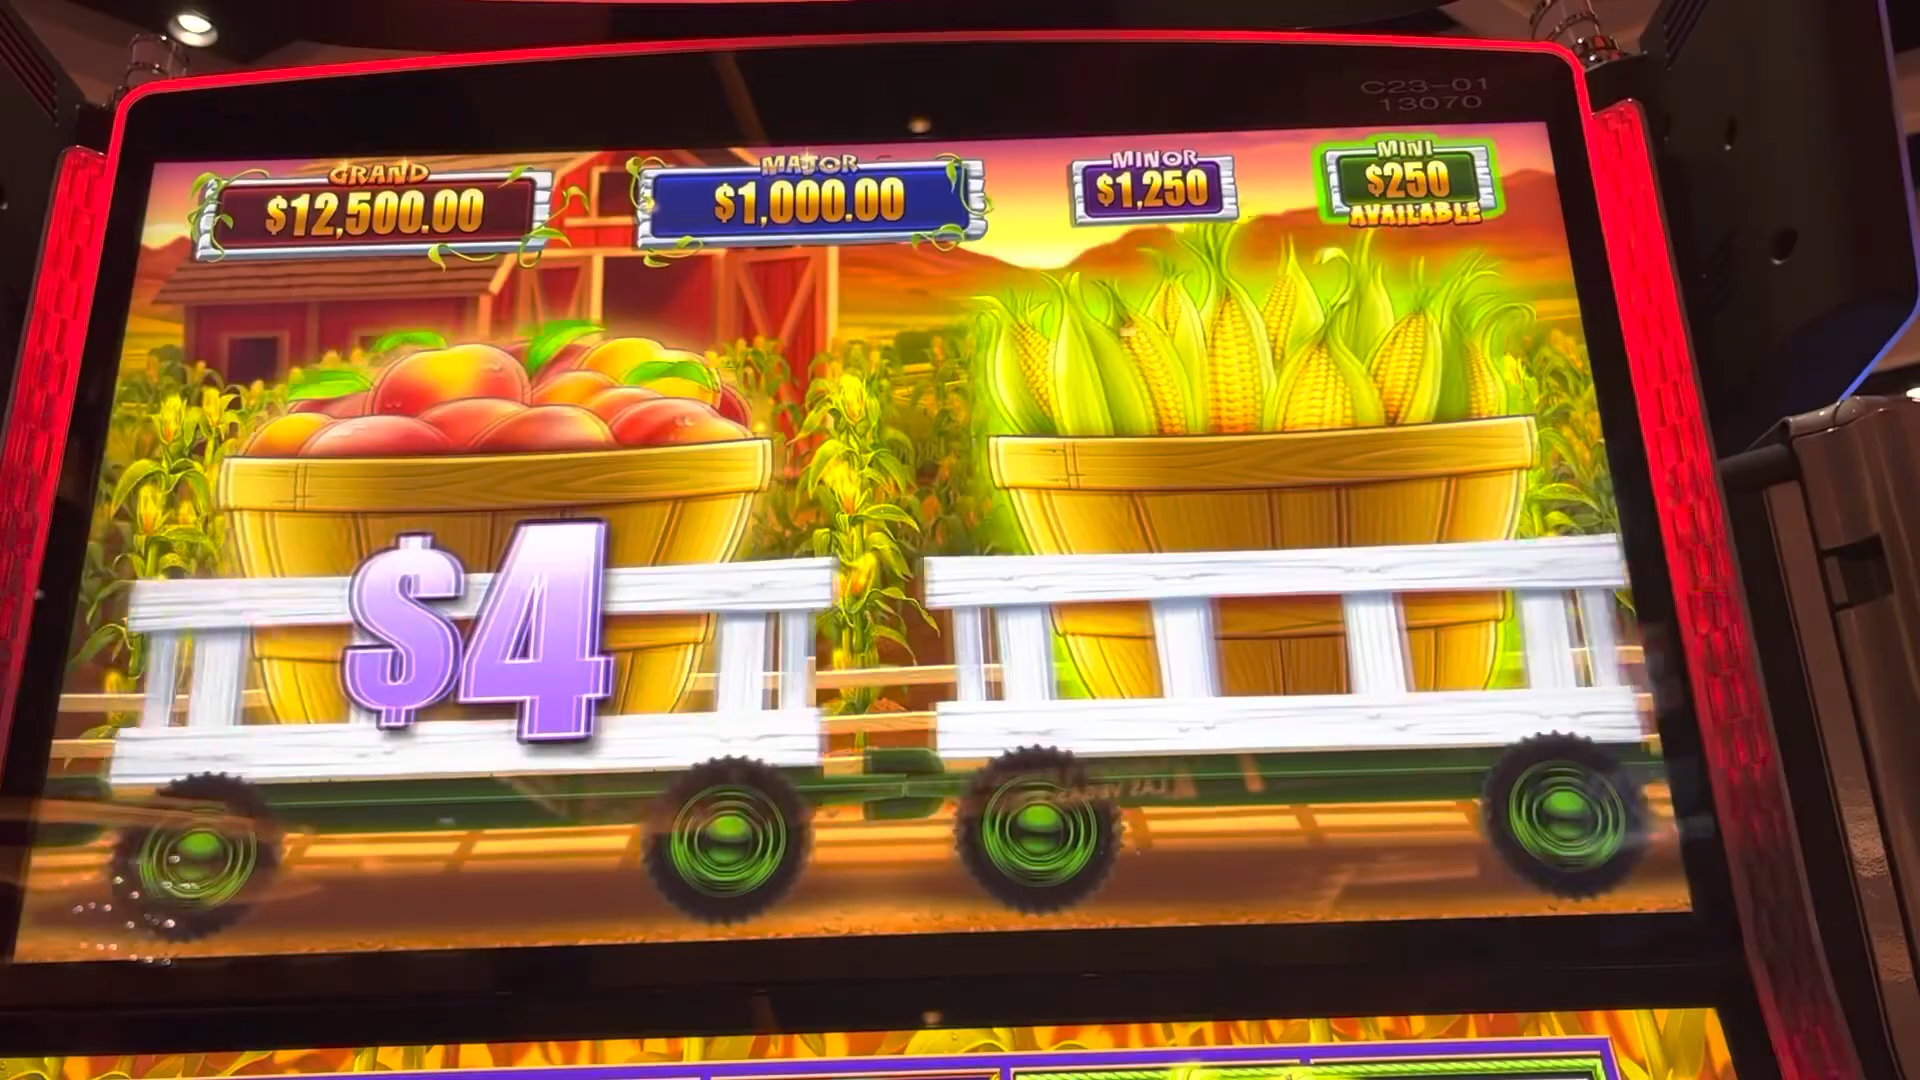 C23-01
13070
GRAND
$12,500.00
MAJOR
$1,000.00
MINOR
$1,250
MINI
$250
AVAILABLE
$4